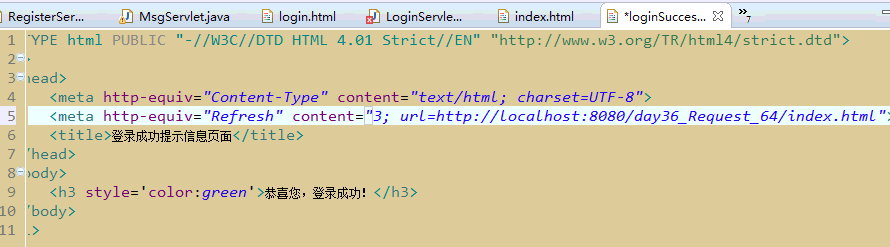 RegisterSer... MsgServlet.java login.html LoginServle... index.html *loginSucces... »7
1 YPE html PUBLIC "-//W3C//DTD HTML 4.01 Strict//EN" "http://www.w3.org/TR/html4/strict.dtd">
2 >
3 head>
4 <meta http-equiv="Content-Type" content="text/html; charset=UTF-8">
5 <meta http-equiv="Refresh" content="3; url=http://localhost:8080/day36_Request_64/index.html">
6 <title>登录成功提示信息页面</title>
7 /head>
8 body>
9 <h3 style='color:green'>恭喜您,登录成功! </h3>
10 /body>
11 l>